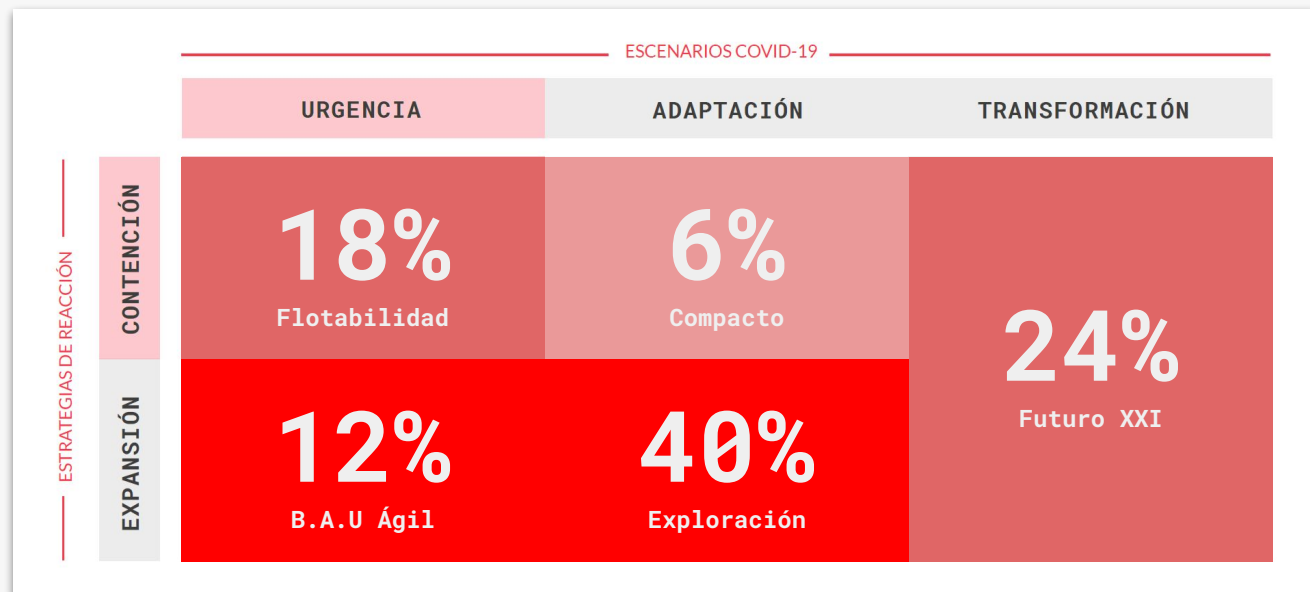 ESCENARIOS COVID-19
URGENCIA
ADAPTACIÓN
TRANSFORMACIÓN
ESTRATEGIAS DE REACCIÓN
CONTENCIÓN
18%
Flotabilidad
6%
Compacto
24%
Futuro XXI
EXPANSIÓN
12%
B.A.U Ágil
40%
Exploración